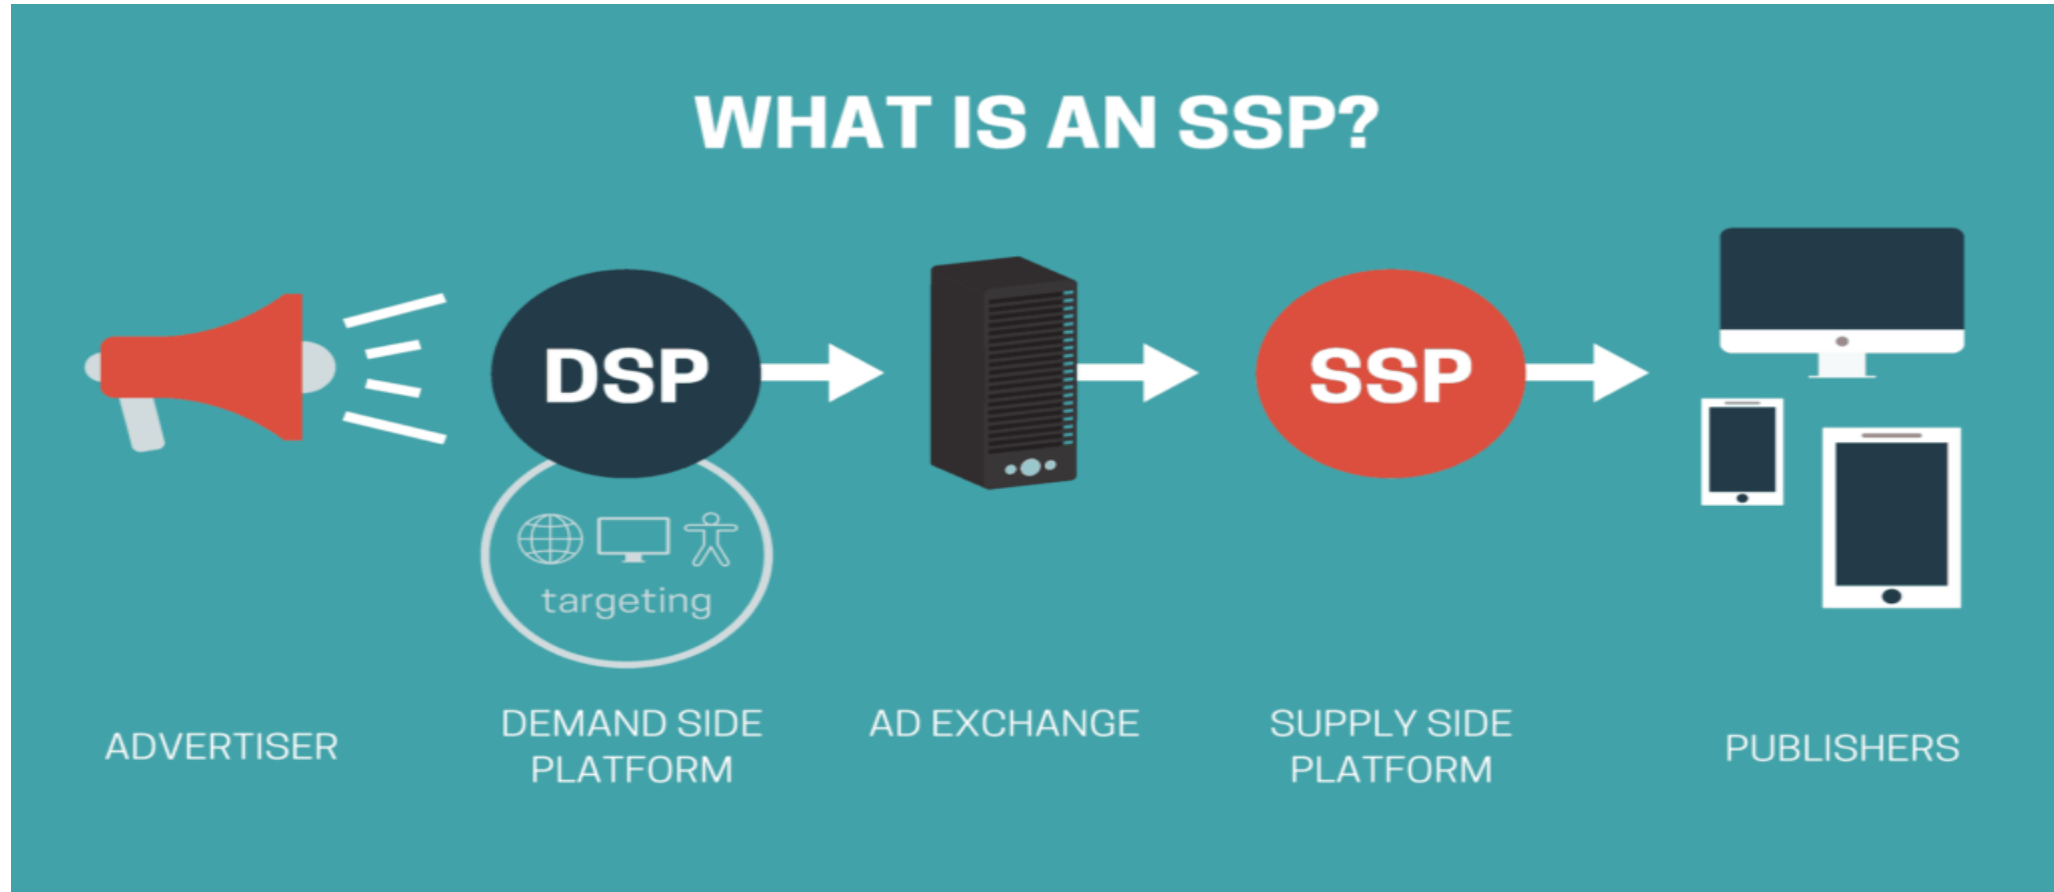 WHAT IS AN SSP?
DSP
SSP
targeting
ADVERTISER
DEMAND SIDE
PLATFORM
AD EXCHANGE
SUPPLY SIDE
PLATFORM
PUBLISHERS